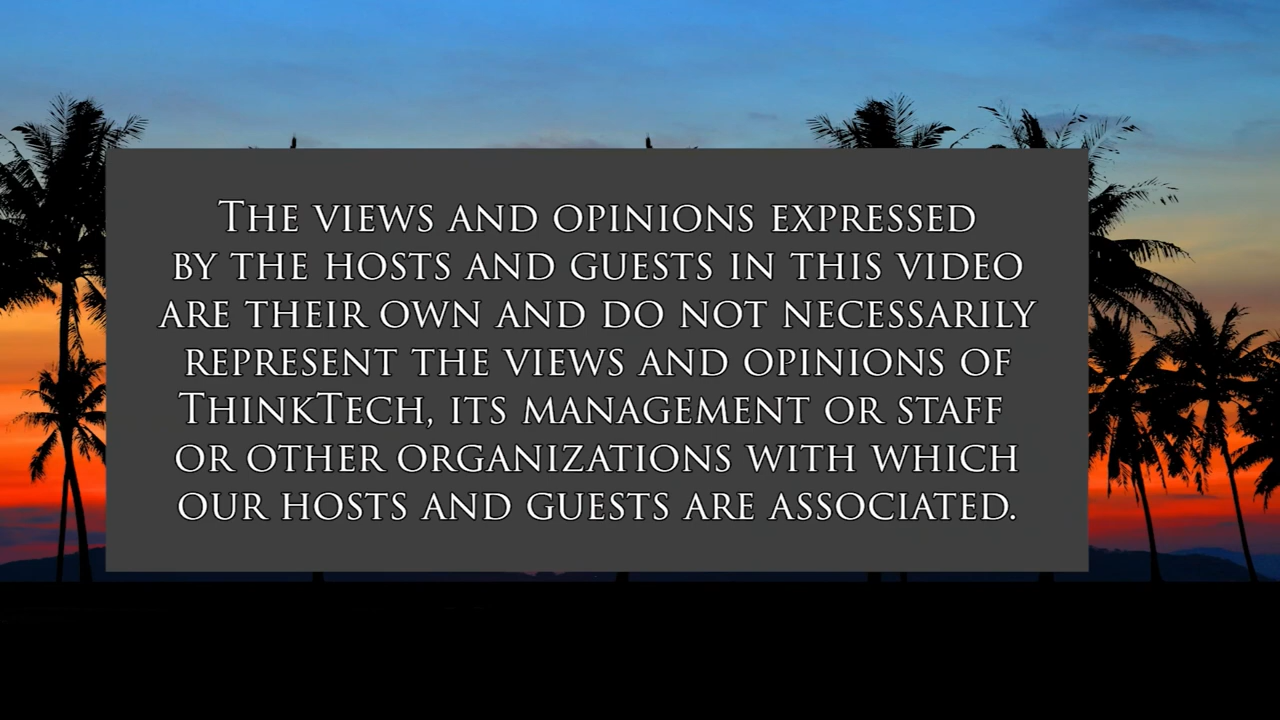 The views and opinions expressed
by the hosts and guests in this video
are their own and do not necessarily
represent the views and opinions of
ThinkTech, its management or staff
or other organizations with which
our hosts and guests are associated.